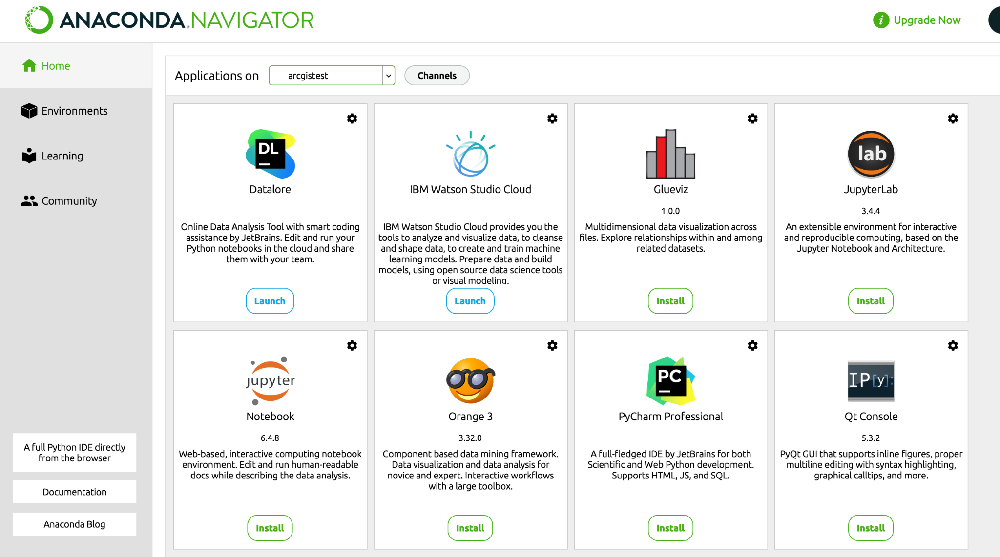 ANACONDA.NAVIGATOR
i Upgrade Now
Home
Environments
Learning
Community
A full Python IDE directly
from the browser
Documentation
Anaconda Blog
Applications on arcgistest Channels
DL
Datalore
Online Data Analysis Tool with smart coding
assistance by JetBrains. Edit and run your
Python notebooks in the cloud and share
them with your team.
Launch
IBM Watson Studio Cloud
IBM Watson Studio Cloud provides you the
tools to analyze and visualize data, to cleanse
and shape data, to create and train machine
learning models. Prepare data and build
models, using open source data science tools
or visual modeling.
Launch
Glueviz
1.0.0
Multidimensional data visualization across
files. Explore relationships within and among
related datasets.
Install
lab
JupyterLab
3.4.4
An extensible environment for interactive
and reproducible computing, based on the
Jupyter Notebook and Architecture.
Install
jupyter
Notebook
6.4.8
Web-based, interactive computing notebook
environment. Edit and run human-readable
docs while describing the data analysis.
Install
Orange 3
3.32.0
Component based data mining framework.
Data visualization and data analysis for
novice and expert. Interactive workflows
with a large toolbox.
Install
PC
PyCharm Professional
A full-fledged IDE by JetBrains for both
Scientific and Web Python development.
Supports HTML, JS, and SQL.
Install
IP[y]:
Qt Console
5.3.2
PyQt GUI that supports inline figures, proper
multiline editing with syntax highlighting,
graphical calltips, and more.
Install